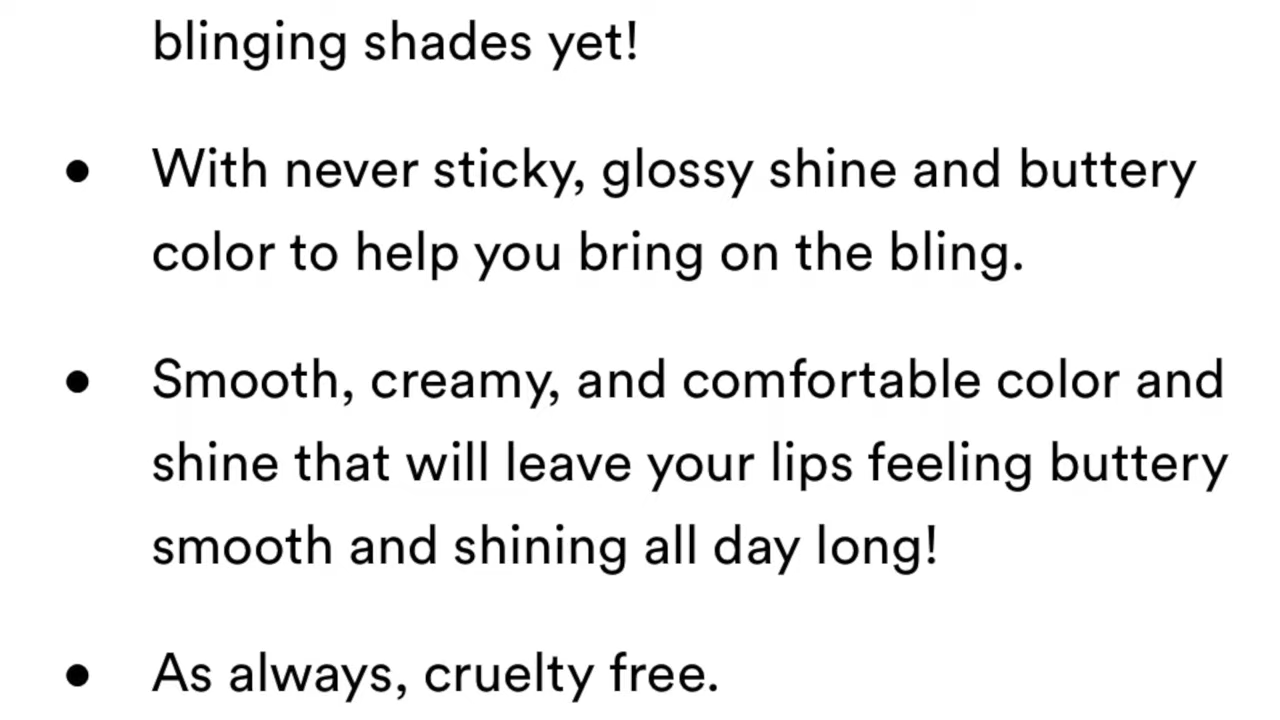 blinging shades yet!
● With never sticky, glossy shine and buttery
color to help you bring on the bling.
● Smooth, creamy, and comfortable color and
shine that will leave your lips feeling buttery
smooth and shining all day long!
● As always, cruelty free.